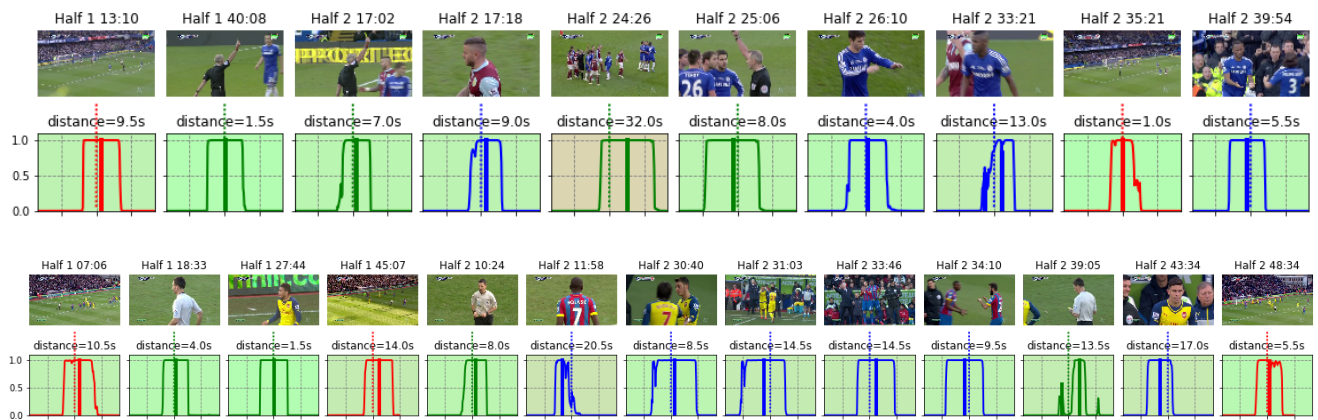 Half 1 13:10 Half 1 40:08 Half 2 17:02 Half 2 17:18 Half 2 24:26 Half 2 25:06 Half 2 26:10 Half 2 33:21 Half 2 35:21 Half 2 39:54
26
3
distance=9.5s distance=1.5s distance=7.0s distance=9.0s distance=32.0s distance=8.0s distance=4.0s distance=13.0s distance=1.0s distance=5.5s
1.0
0.5
0.0
Half 1 07:06 Half 1 18:33 Half 1 27:44 Half 1 45:07 Half 2 10:24 Half 2 11:58 Half 2 30:40 Half 2 31:03 Half 2 33:46 Half 2 34:10 Half 2 39:05 Half 2 43:34 Half 2 48:34
7 7
distance=10.5s distance=4.0s distance=1.5s distance=14.0s distance=8.0s distance=20.5s distance=8.5s distance=14.5s distance=14.5s distance=9.5s distance=13.5s distance=17.0s distance=5.5s
1.0
0.5
0.0